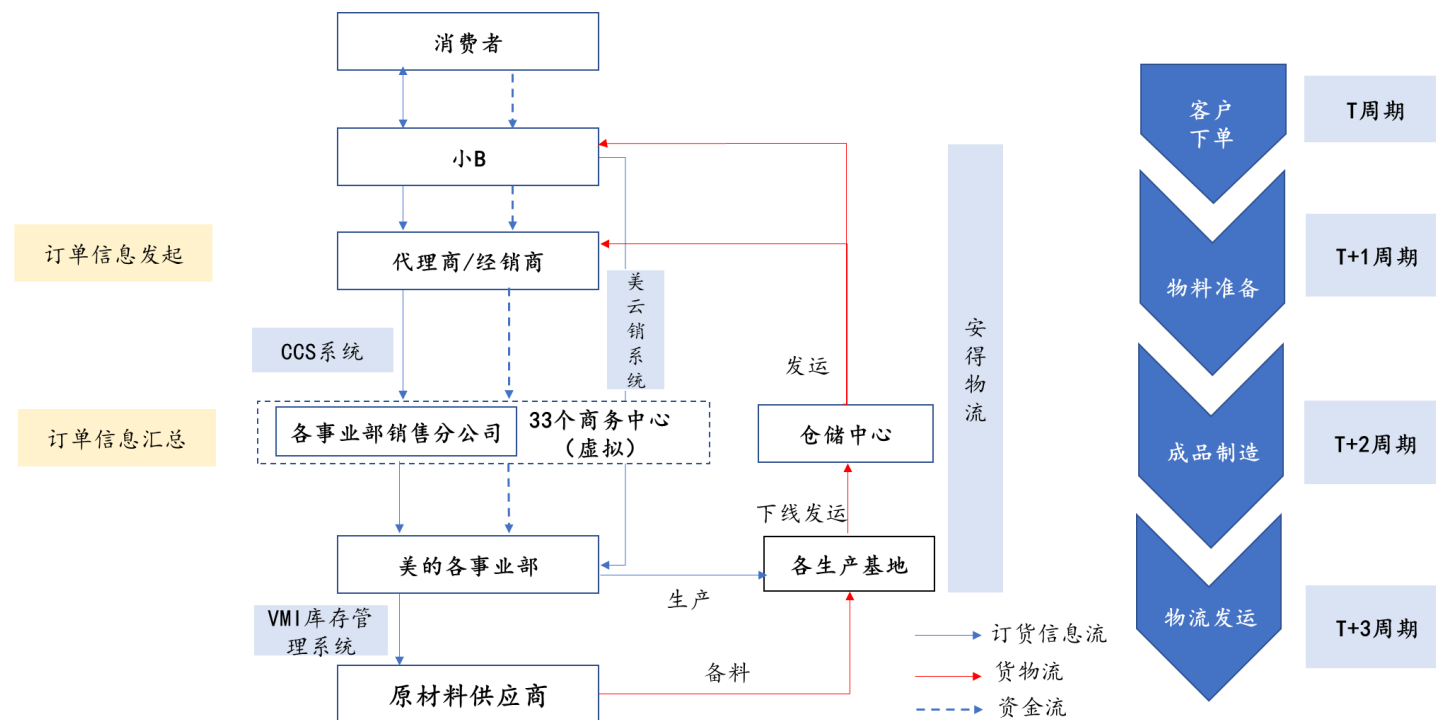 消费者
小B
代理商/经销商
订单信息发起
CCS系统
美
云
销
系
统
各事业部销售分公司
33个商务中心
（虚拟）
订单信息汇总
美的各事业部
VMI库存管
理系统
原材料供应商
生产
备料
各生产基地
下线发运
仓储中心
发运
安
得
物
流
订货信息流
货物流
资金流
客户
下单
T周期
物料准备
T+1周期
成品制造
T+2周期
物流发运
T+3周期